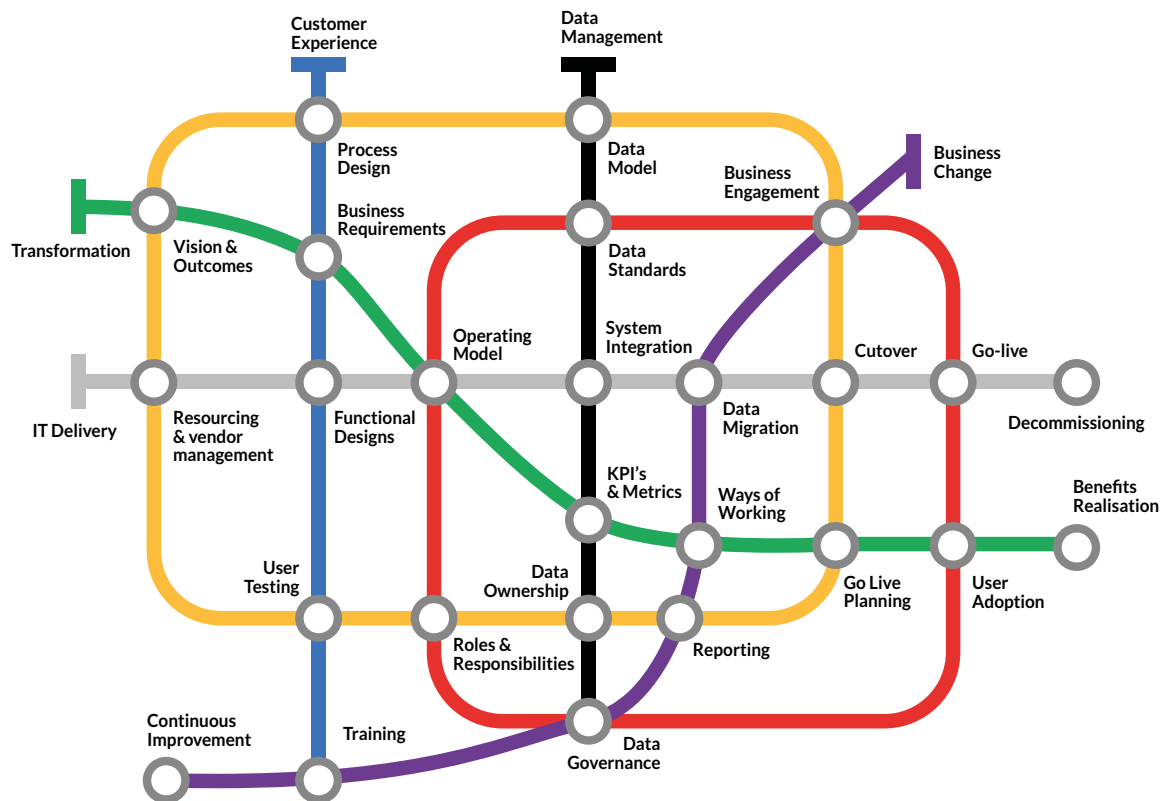 Customer
Experience
Data
Management
Process
Design
Data
Model
Business
Engagement
Business
Change
Transformation
Vision &
Outcomes
Business
Requirements
Data
Standards
Operating
Model
System
Integration
Cutover
Go-live
IT Delivery
Resourcing
& vendor
management
Functional
Designs
Data
Migration
Decommissioning
KPI's
& Metrics
Ways of
Working
Benefits
Realisation
User
Testing
Data
Ownership
Go Live
Planning
User
Adoption
Roles &
Responsibilities
Reporting
Continuous
Improvement
Training
Data
Governance